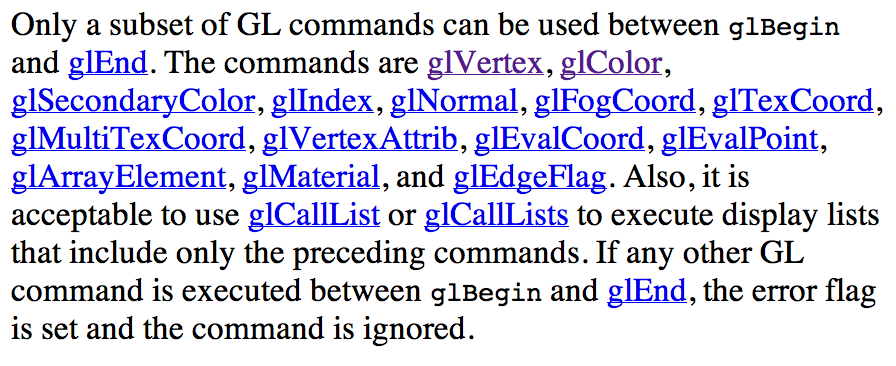 Only a subset of GL commands can be used between glBegin
and glEnd. The commands are glVertex, glColor,
glSecondaryColor, glIndex, glNormal, glFogCoord, glTexCoord,
glMultiTexCoord, glVertexAttrib, glEvalCoord, glEvalPoint,
glArrayElement, glMaterial, and glEdgeFlag. Also, it is
acceptable to use glCallList or glCallLists to execute display lists
that include only the preceding commands. If any other GL
command is executed between glBegin and glEnd, the error flag
is set and the command is ignored.